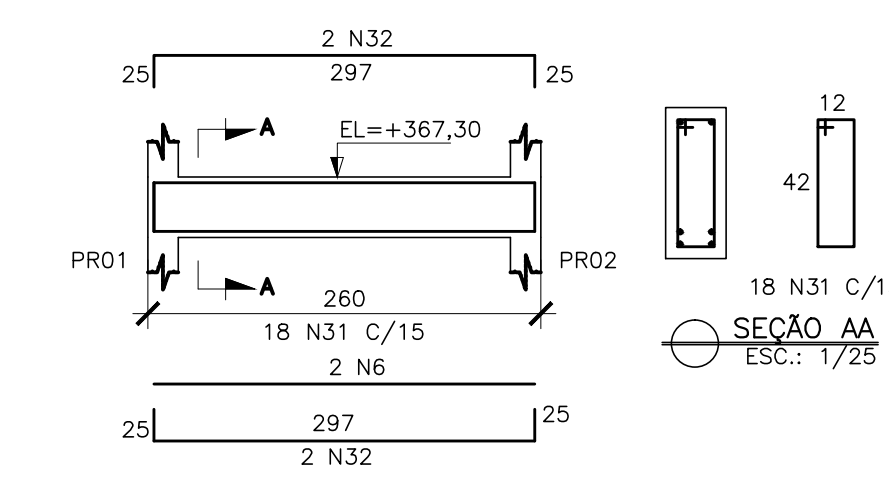 2 N32
25 297 25
A
EL=+367,30
PR01
PR02
A
260
18 N31 C/15
2 N6
25 297 25
2 N32
12
42
18 N31 C/1
SEÇÃO AA
ESC.: 1/25